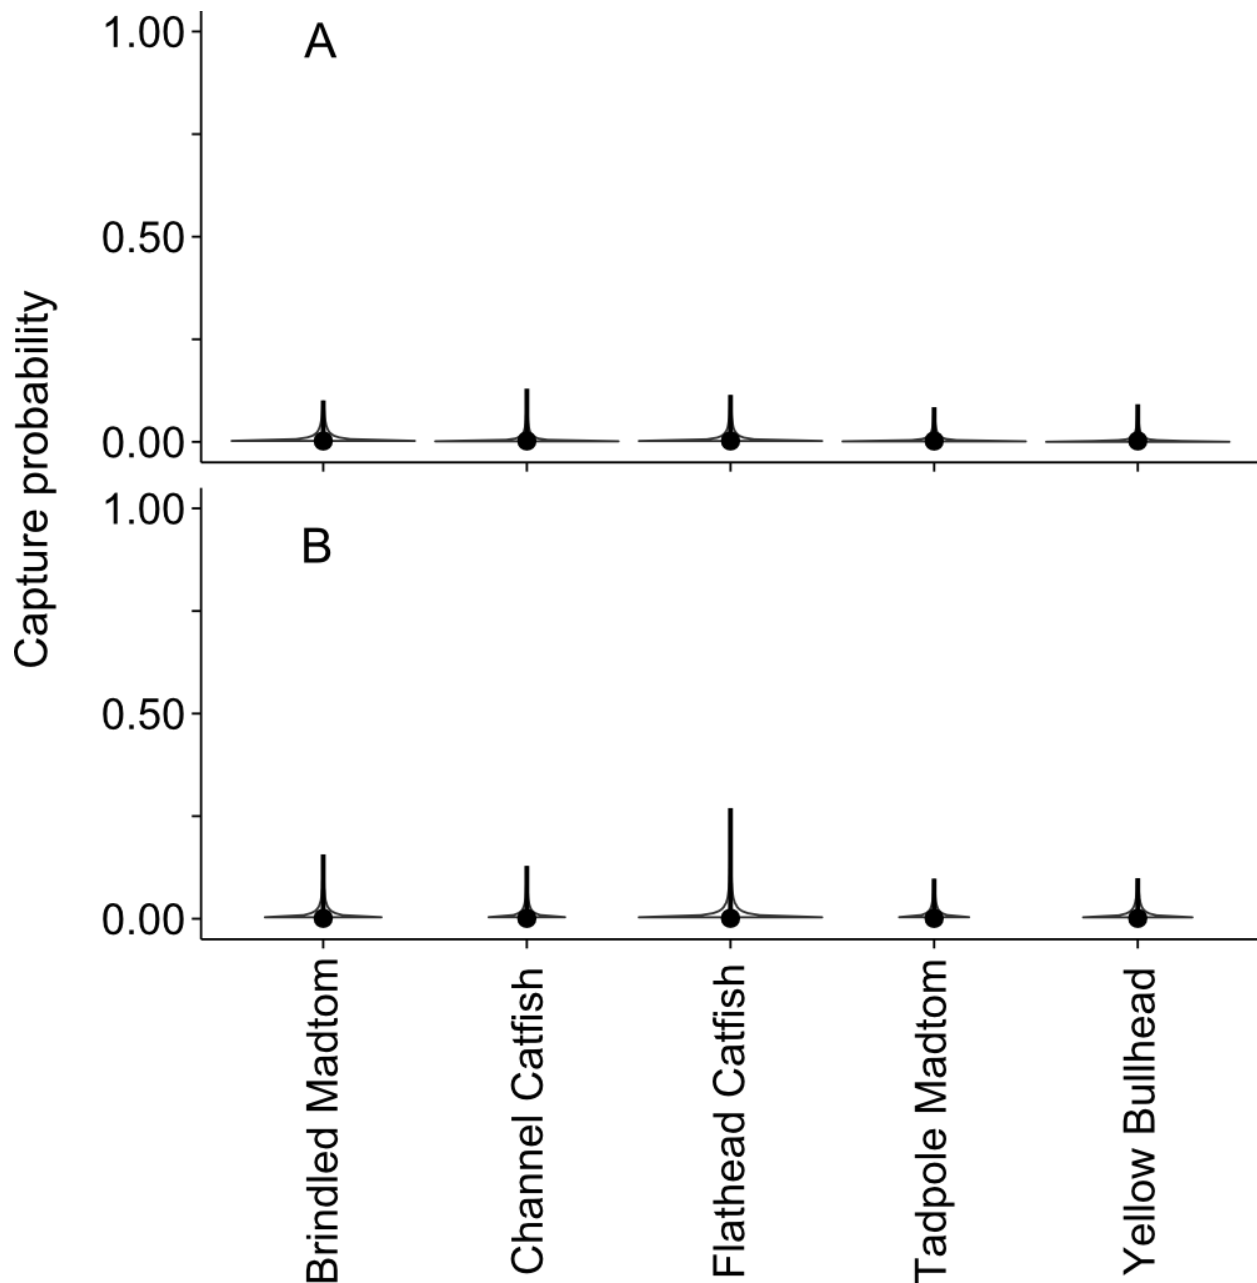 Capture probability
A
1.00
0.50
0.00
B
1.00
0.50
0.00
Brindled Madtom
Channel Catfish
Flathead Catfish
Tadpole Madtom
Yellow Bullhead